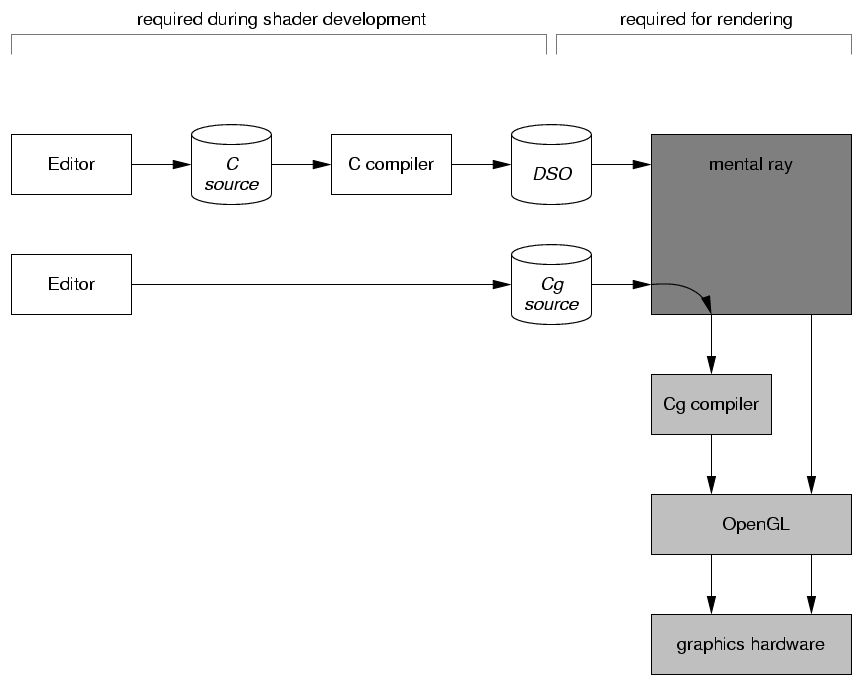 required during shader development
required for rendering
Editor
C
source
C compiler
DSO
mental ray
Editor
Cg
source
Cg compiler
OpenGL
graphics hardware